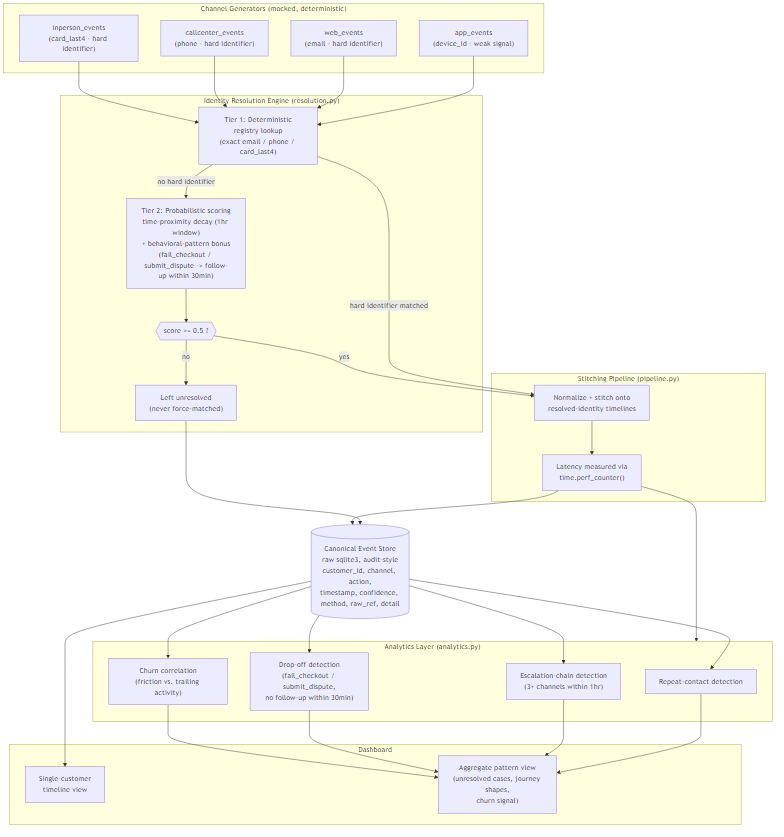 Channel Generators (mocked, deterministic)
inperson_events
(card_last4 - hard
identifier)
callcenter_events
(phone - hard identifier)
web_events
(email - hard identifier)
app_events
(device_id - weak signal)
Identity Resolution Engine (resolution.py)
Tier 1: Deterministic
registry lookup
(exact email / phone /
card_last4)
no hard identifier
Tier 2: Probabilistic scoring
time-proximity decay (1hr
window)
+ behavioral-pattern bonus
(fail_checkout /
submit_dispute -> follow-
up within 30min)
hard identifier matched
score >= 0.5 ?
no
yes
Left unresolved
(never force-matched)
Stitching Pipeline (pipeline.py)
Normalize + stitch onto
resolved-identity timelines
Latency measured via
time.perf_counter()
Canonical Event Store
raw sqlite3, audit-style
customer_id, channel,
action,
timestamp, confidence,
method, raw_ref, detail
Analytics Layer (analytics.py)
Churn correlation
(friction vs. trailing
activity)
Drop-off detection
(fail_checkout /
submit_dispute,
no follow-up within 30min)
Escalation-chain detection
(3+ channels within 1hr)
Repeat-contact detection
Dashboard
Single-customer
timeline view
Aggregate pattern view
(unresolved cases, journey
shapes,
churn signal)